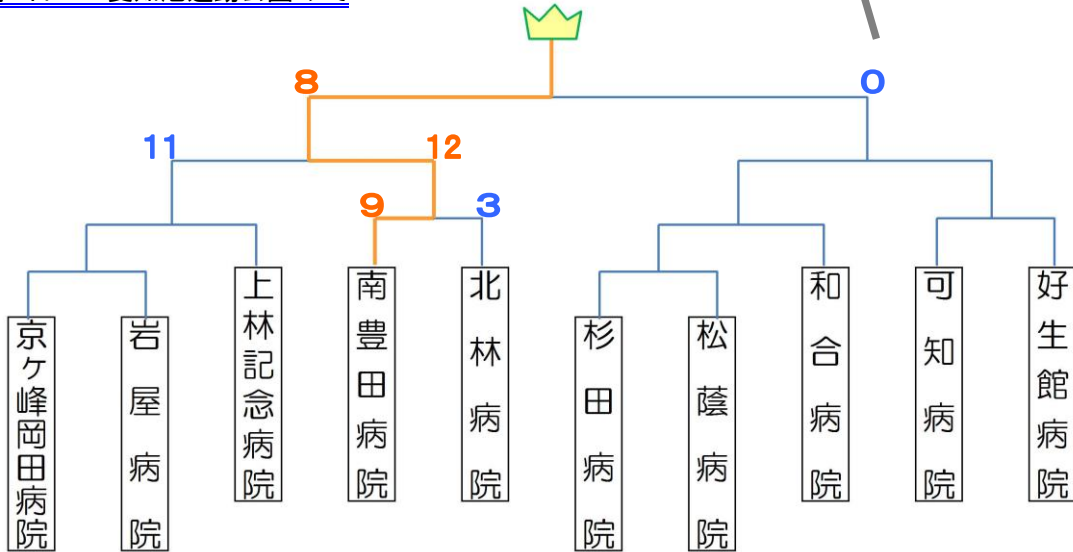 8
0
11
12
9
3
京ヶ峰岡田病院
岩屋病院
上林記念病院
南豊田病院
北林病院
杉田病院
松蔭病院
和合病院
可知病院
好生館病院